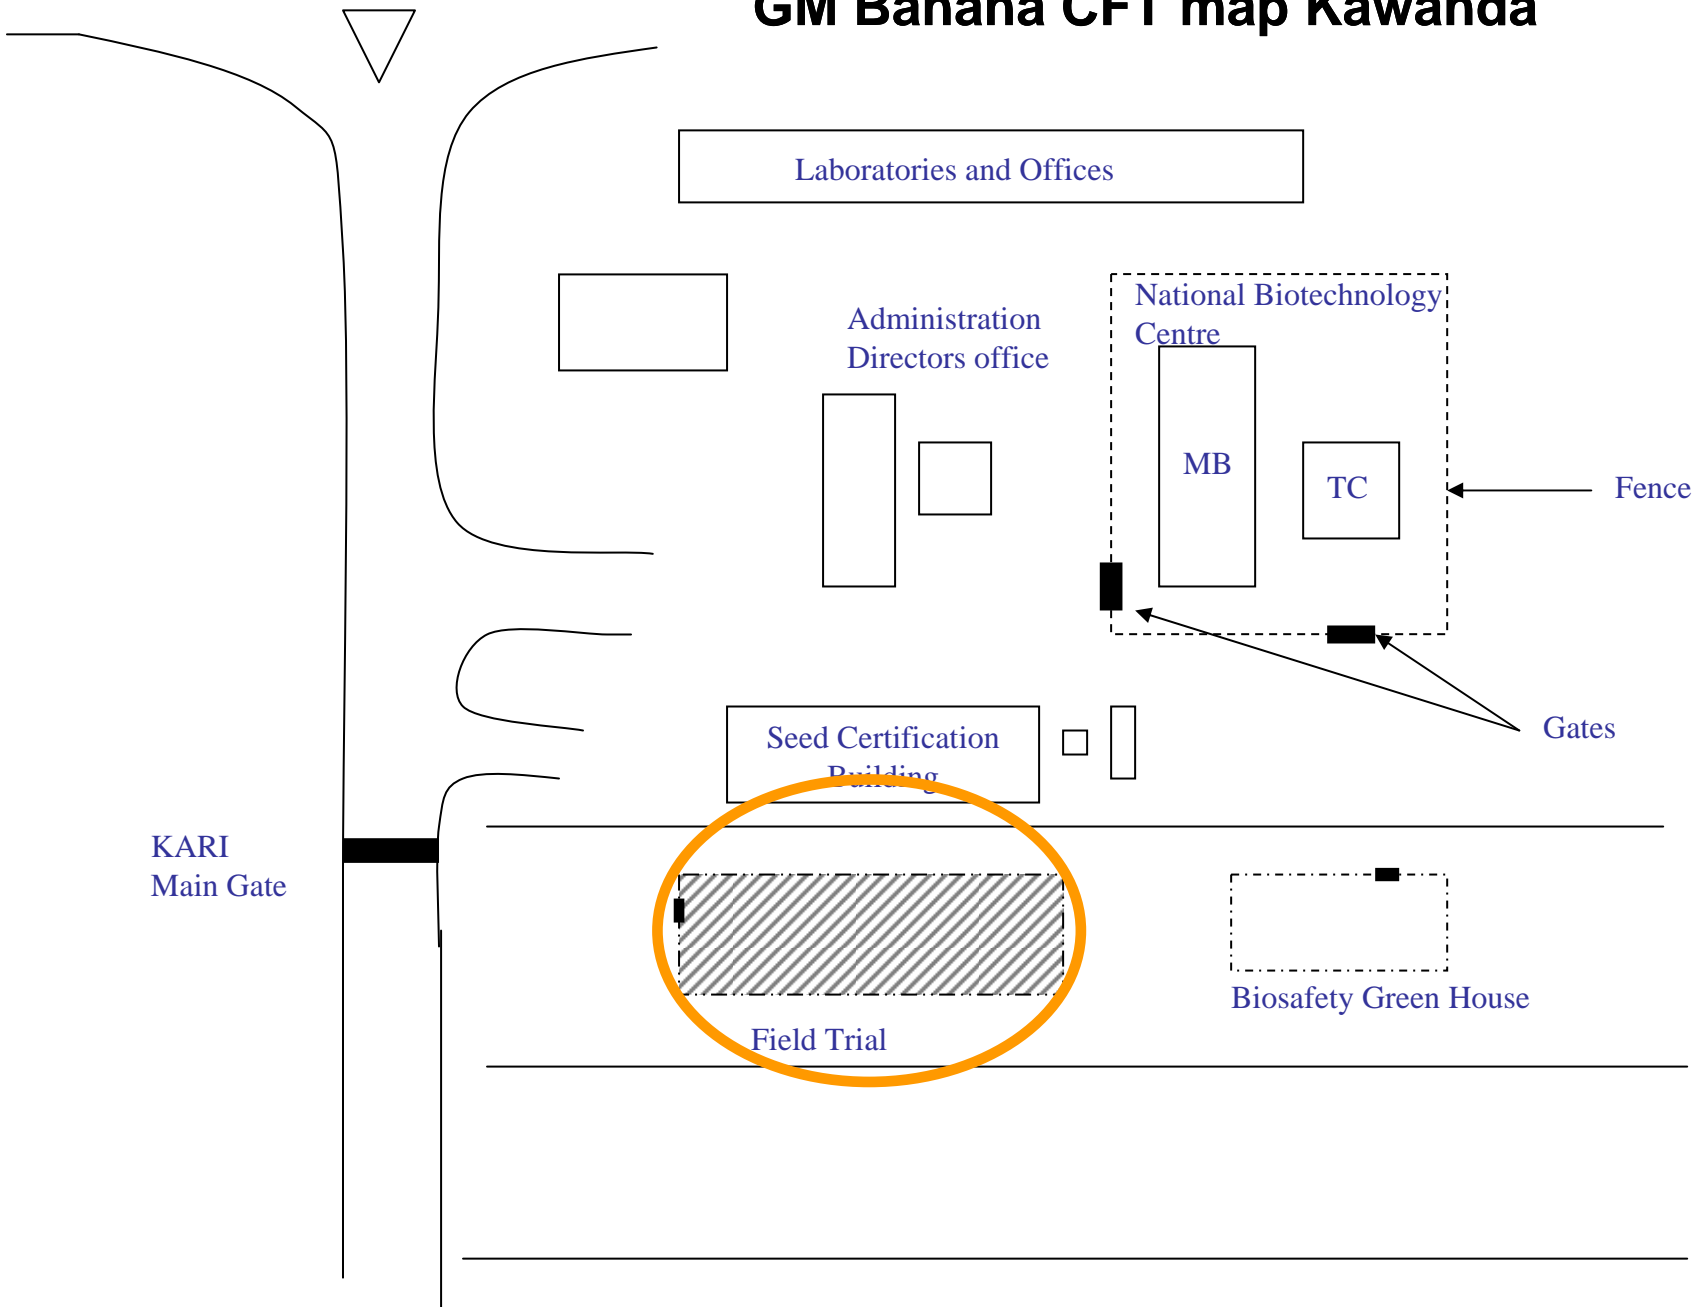 GM Banana CFT map Kawanda
Laboratories and Offices
National Biotechnology
Centre
Administration
Directors office
MB
TC
Fence
Gates
Seed Certification
Building
KARI
Main Gate
Biosafety Green House
Field Trial